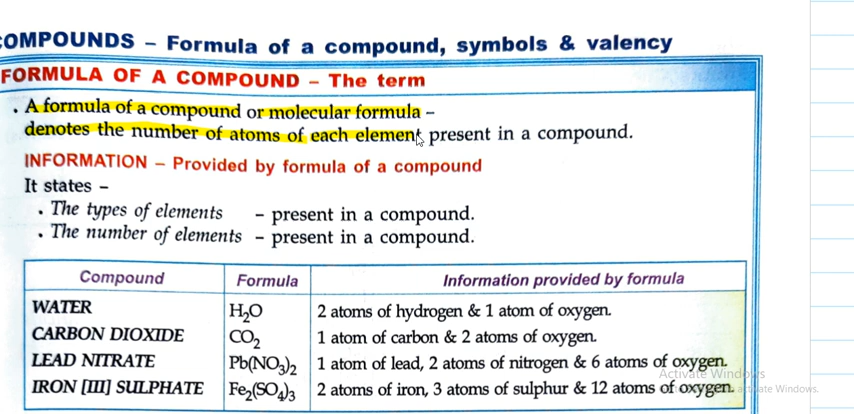 COMPOUNDS – Formula of a compound, symbols & valency
FORMULA OF A COMPOUND – The term
• A formula of a compound or molecular formula –
denotes the number of atoms of each element present in a compound.
INFORMATION – Provided by formula of a compound
It states –
• The types of elements – present in a compound.
• The number of elements – present in a compound.
Compound Formula Information provided by formula
WATER H₂O 2 atoms of hydrogen & 1 atom of oxygen.
CARBON DIOXIDE CO₂ 1 atom of carbon & 2 atoms of oxygen.
LEAD NITRATE Pb(NO₃)₂ 1 atom of lead, 2 atoms of nitrogen & 6 atoms of oxygen.
Activate Windows
IRON [III] SULPHATE Fe₂(SO₄)₃ 2 atoms of iron, 3 atoms of sulphur & 12 atoms of oxygen.
activate Windows.